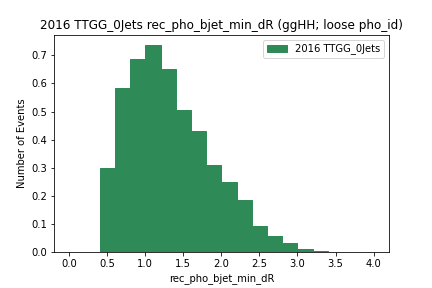 2016 TTGG_0Jets rec_pho_bjet_min_dR (ggHH; loose pho_id)
2016 TTGG_0Jets
Number of Events
0.7
0.6
0.5
0.4
0.3
0.2
0.1
0.0
0.0 0.5 1.0 1.5 2.0 2.5 3.0 3.5 4.0
rec_pho_bjet_min_dR